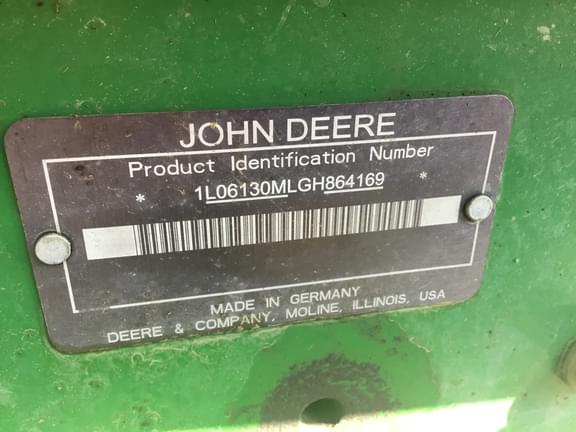 JOHN DEERE
Product Identification Number
* 1L06130MLGH864169 *
MADE IN GERMANY
DEERE & COMPANY, MOLINE, ILLINOIS, USA